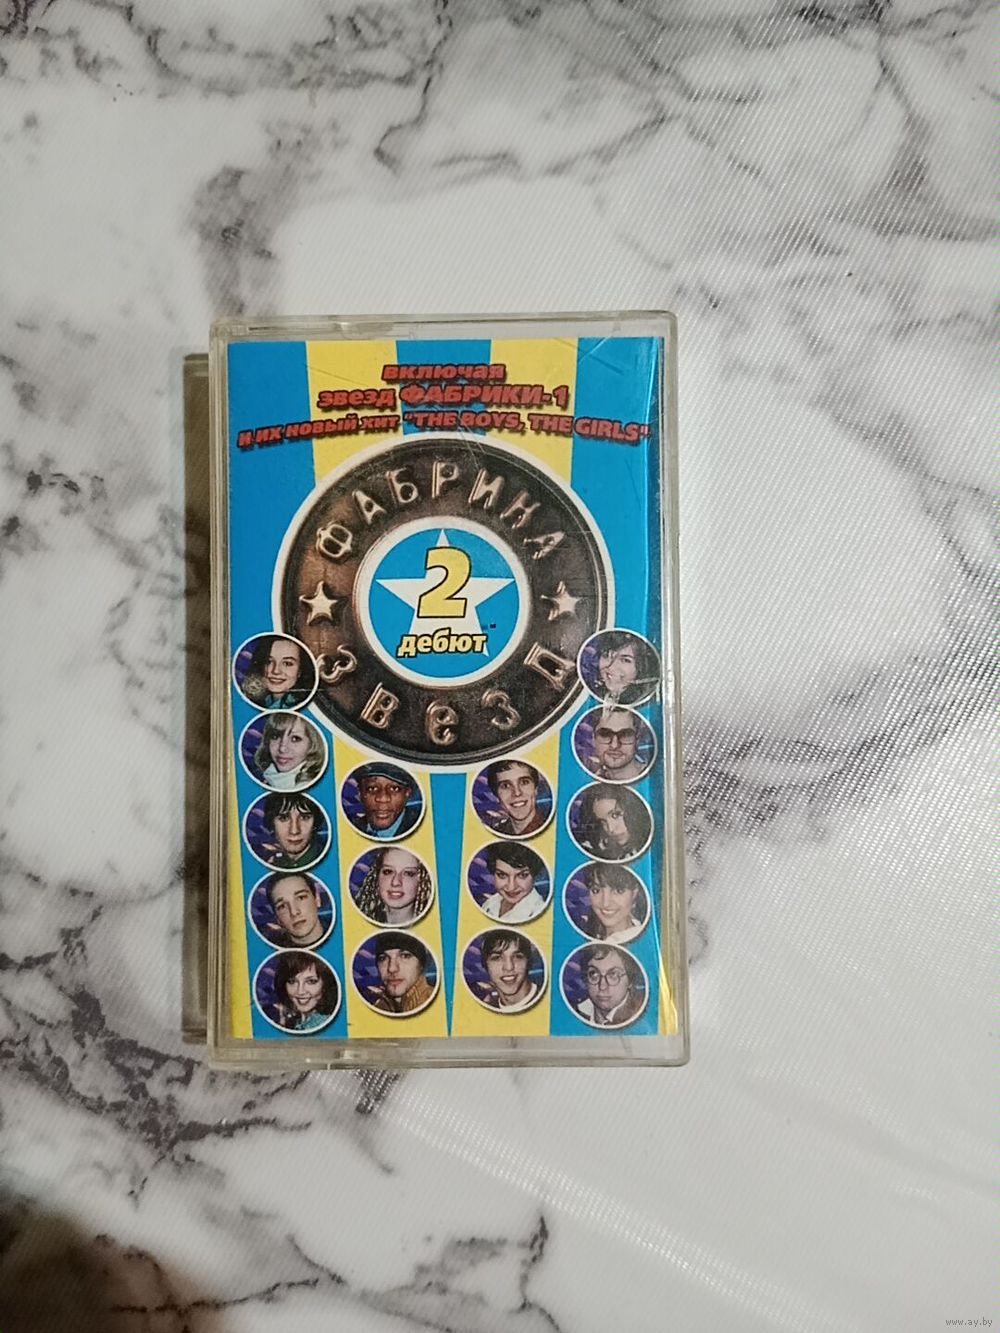 включая
звезд ФАБРИКИ-1
и их новый хит "THE BOYS, THE GIRLS"
ФАБРИКА
2
дебют
звезд
www.ay.by